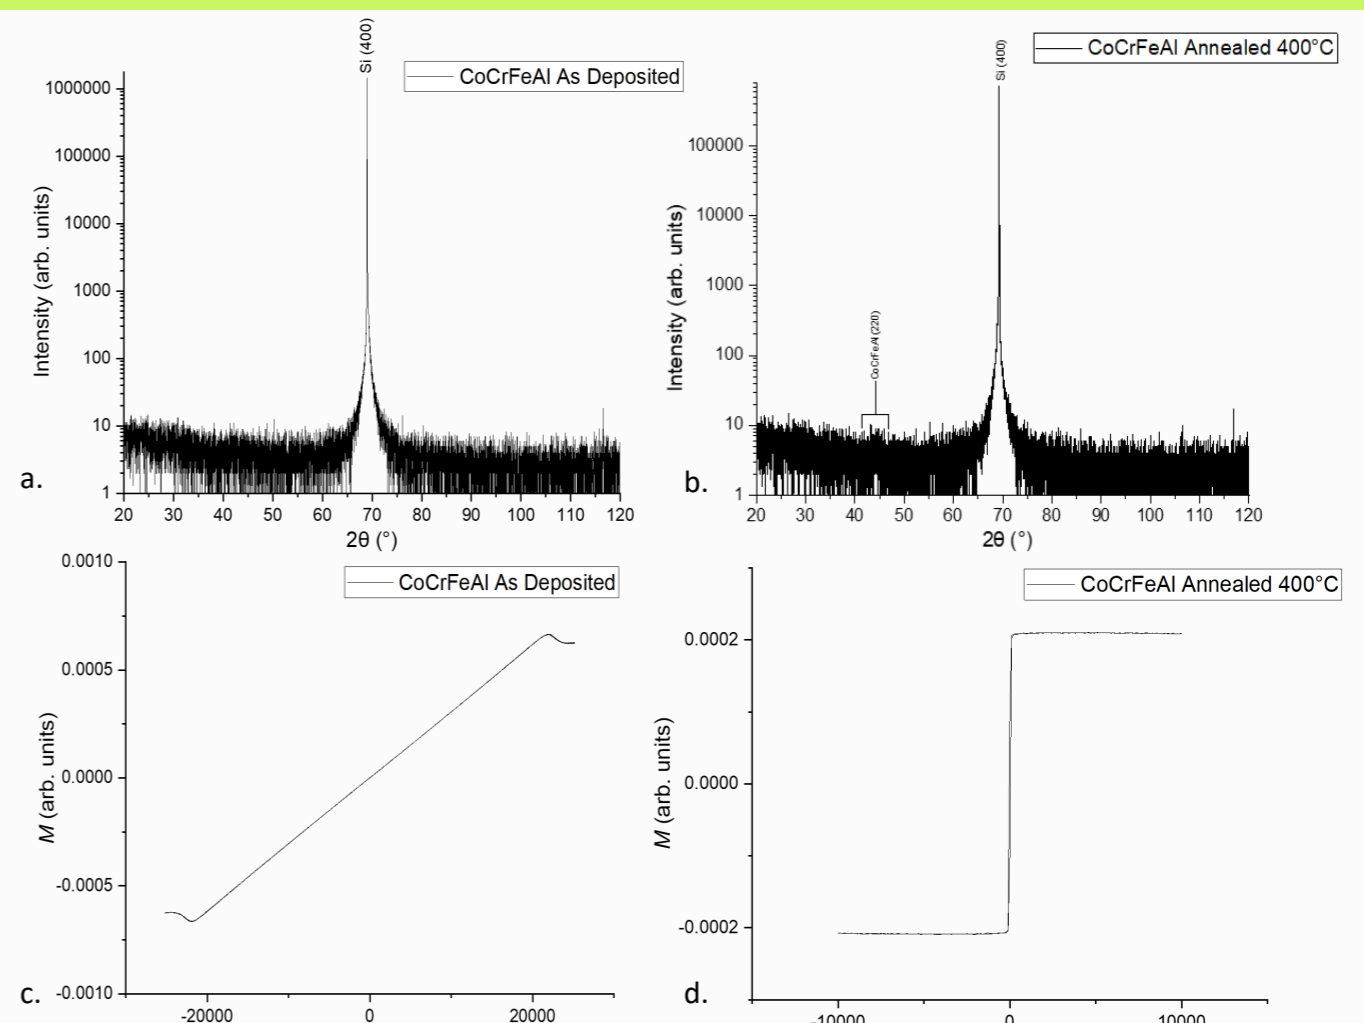 Si (400)
CoCrFeAl As Deposited
1000000
100000
10000
1000
100
10
1
Intensity (arb. units)
20 30 40 50 60 70 80 90 100 110 120
2θ (°)
a.
Si (400)
CoCrFeAl Annealed 400°C
CoCrFeAl (220)
100000
10000
1000
100
10
1
Intensity (arb. units)
20 30 40 50 60 70 80 90 100 110 120
2θ (°)
b.
CoCrFeAl As Deposited
0.0010
0.0005
0.0000
-0.0005
-0.0010
M (arb. units)
-20000 0 20000
c.
CoCrFeAl Annealed 400°C
0.0002
0.0000
-0.0002
M (arb. units)
-10000 0 10000
d.